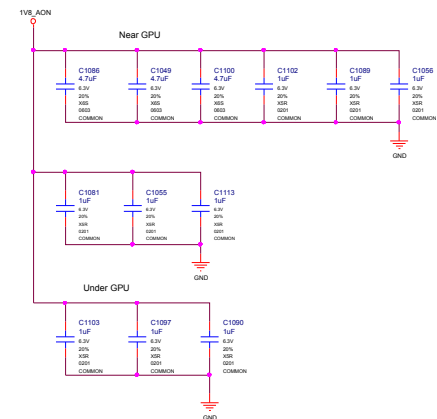 1V8_AON
Near GPU
C1086 C1049 C1100 C1102 C1089 C1056
4.7uF 4.7uF 4.7uF 1uF 1uF 1uF
6.3V 6.3V 6.3V 6.3V 6.3V 6.3V
20% 20% 20% 20% 20% 20%
X6S X6S X6S X5R X5R X5R
0603 0603 0603 0201 0201 0201
COMMON COMMON COMMON COMMON COMMON COMMON
GND
C1081 C1055 C1113
1uF 1uF 1uF
6.3V 6.3V 6.3V
20% 20% 20%
X5R X5R X5R
0201 0201 0201
COMMON COMMON COMMON
GND
Under GPU
C1103 C1097 C1090
1uF 1uF 1uF
6.3V 6.3V 6.3V
20% 20% 20%
X5R X5R X5R
0201 0201 0201
COMMON COMMON COMMON
GND